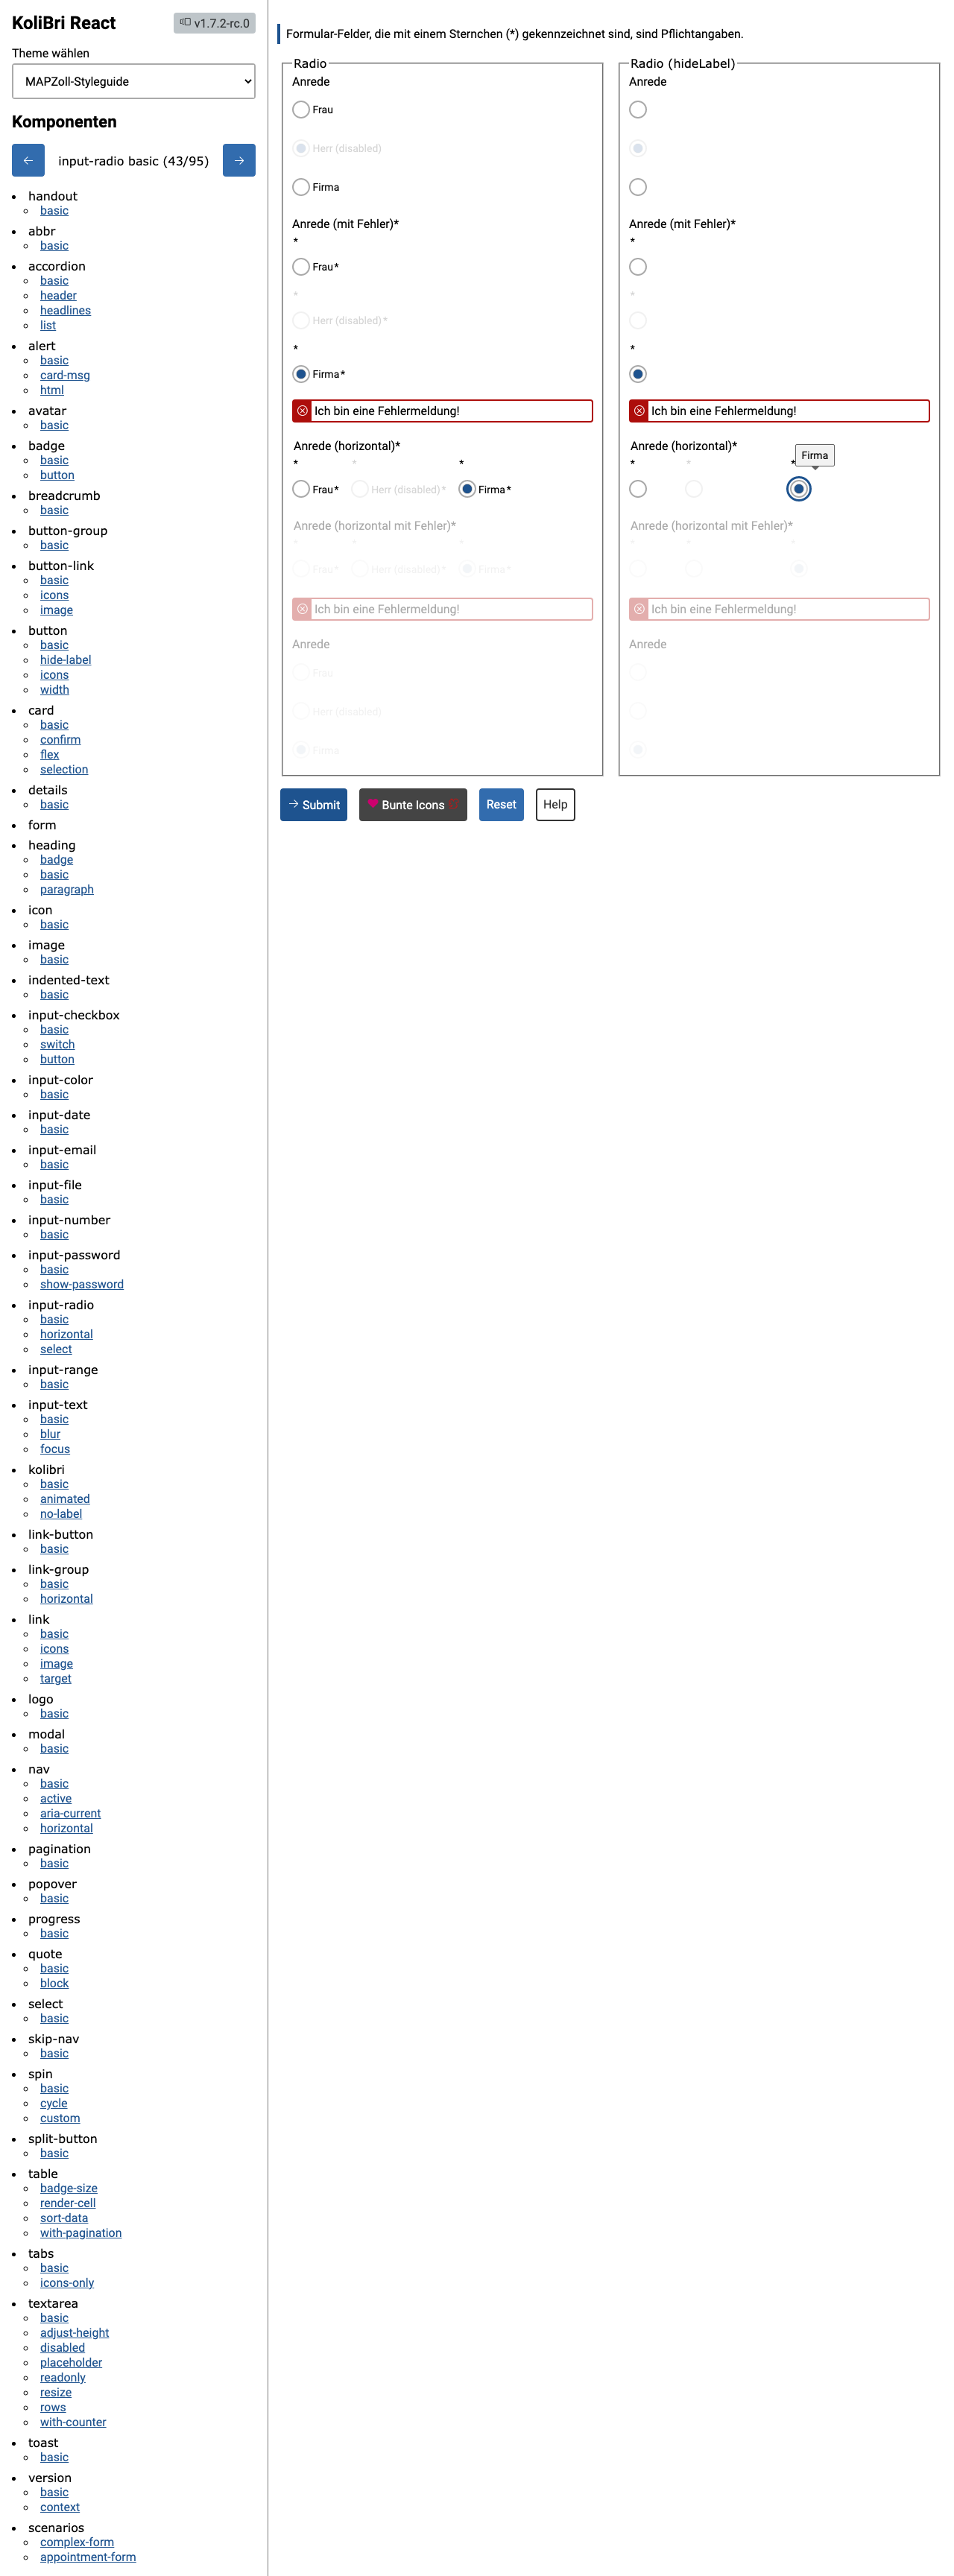 KoliBri React
v1.7.2-rc.0
Theme wählen
MAPZoll-Styleguide
Komponenten
← input-radio basic (43/95) →
handout
basic
abbr
basic
accordion
basic
header
headlines
list
alert
basic
card-msg
html
avatar
basic
badge
basic
button
breadcrumb
basic
button-group
basic
button-link
basic
icons
image
button
basic
hide-label
icons
width
card
basic
confirm
flex
selection
details
basic
form
heading
badge
basic
paragraph
icon
basic
image
basic
indented-text
basic
input-checkbox
basic
switch
button
input-color
basic
input-date
basic
input-email
basic
input-file
basic
input-number
basic
input-password
basic
show-password
input-radio
basic
horizontal
select
input-range
basic
input-text
basic
blur
focus
kolibri
basic
animated
no-label
link-button
basic
link-group
basic
horizontal
link
basic
icons
image
target
logo
basic
modal
basic
nav
basic
active
aria-current
horizontal
pagination
basic
popover
basic
progress
basic
quote
basic
block
select
basic
skip-nav
basic
spin
basic
cycle
custom
split-button
basic
table
badge-size
render-cell
sort-data
with-pagination
tabs
basic
icons-only
textarea
basic
adjust-height
disabled
placeholder
readonly
resize
rows
with-counter
toast
basic
version
basic
context
scenarios
complex-form
appointment-form
Formular-Felder, die mit einem Sternchen (*) gekennzeichnet sind, sind Pflichtangaben.
Radio
Anrede
Frau
Herr (disabled)
Firma
Anrede (mit Fehler)*
*
Frau*
*
Herr (disabled)*
*
Firma*
Ich bin eine Fehlermeldung!
Anrede (horizontal)*
* * *
Frau* Herr (disabled)* Firma*
Anrede (horizontal mit Fehler)*
* * *
Frau* Herr (disabled)* Firma*
Ich bin eine Fehlermeldung!
Anrede
Frau
Herr (disabled)
Firma
Radio (hideLabel)
Anrede
Anrede (mit Fehler)*
*
*
*
Ich bin eine Fehlermeldung!
Anrede (horizontal)*
* * *
Firma
Anrede (horizontal mit Fehler)*
* * *
Ich bin eine Fehlermeldung!
Anrede
→ Submit
Bunte Icons
Reset
Help